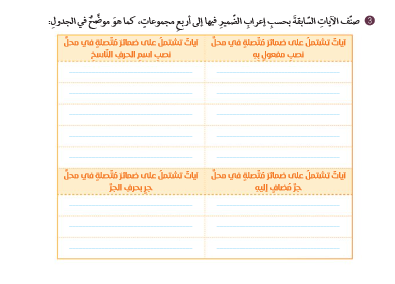 3 صنّف الآياتِ السّابقةَ بحسبِ إعرابِ الضّميرِ فيها إلى أربعِ مجموعاتٍ، كما هوَ موضَّحٌ في الجدولِ:
آياتٌ تشتملُ على ضمائرَ مُتّصلةٍ في محلِّ نصبِ مفعولٍ بهِ
آياتٌ تشتملُ على ضمائرَ مُتّصلةٍ في محلِّ نصبِ اسمِ الحرفِ النّاسخِ
آياتٌ تشتملُ على ضمائرَ مُتّصلةٍ في محلِّ جرِّ مُضافٍ إليهِ
آياتٌ تشتملُ على ضمائرَ مُتّصلةٍ في محلِّ جرٍ بحرفِ الجرِّ